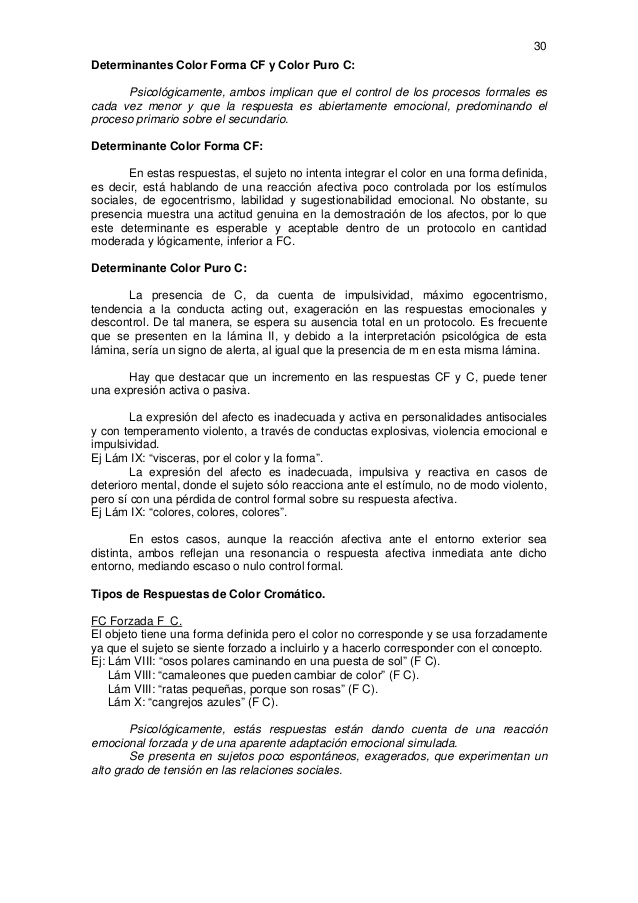 30
Determinantes Color Forma CF y Color Puro C:
Psicológicamente, ambos implican que el control de los procesos formales es
cada vez menor y que la respuesta es abiertamente emocional, predominando el
proceso primario sobre el secundario.
Determinante Color Forma CF:
En estas respuestas, el sujeto no intenta integrar el color en una forma definida,
es decir, está hablando de una reacción afectiva poco controlada por los estímulos
sociales, de egocentrismo, labilidad y sugestionabilidad emocional. No obstante, su
presencia muestra una actitud genuina en la demostración de los afectos, por lo que
este determinante es esperable y aceptable dentro de un protocolo en cantidad
moderada y lógicamente, inferior a FC.
Determinante Color Puro C:
La presencia de C, da cuenta de impulsividad, máximo egocentrismo,
tendencia a la conducta acting out, exageración en las respuestas emocionales y
descontrol. De tal manera, se espera su ausencia total en un protocolo. Es frecuente
que se presenten en la lámina II, y debido a la interpretación psicológica de esta
lámina, sería un signo de alerta, al igual que la presencia de m en esta misma lámina.
Hay que destacar que un incremento en las respuestas CF y C, puede tener
una expresión activa o pasiva.
La expresión del afecto es inadecuada y activa en personalidades antisociales
y con temperamento violento, a través de conductas explosivas, violencia emocional e
impulsividad.
Ej Lám IX: “visceras, por el color y la forma”.
La expresión del afecto es inadecuada, impulsiva y reactiva en casos de
deterioro mental, donde el sujeto sólo reacciona ante el estímulo, no de modo violento,
pero sí con una pérdida de control formal sobre su respuesta afectiva.
Ej Lám IX: “colores, colores, colores”.
En estos casos, aunque la reacción afectiva ante el entorno exterior sea
distinta, ambos reflejan una resonancia o respuesta afectiva inmediata ante dicho
entorno, mediando escaso o nulo control formal.
Tipos de Respuestas de Color Cromático.
FC Forzada F C.
El objeto tiene una forma definida pero el color no corresponde y se usa forzadamente
ya que el sujeto se siente forzado a incluirlo y a hacerlo corresponder con el concepto.
Ej: Lám VIII: “osos polares caminando en una puesta de sol” (F C).
Lám VIII: “camaleones que pueden cambiar de color” (F C).
Lám VIII: “ratas pequeñas, porque son rosas” (F C).
Lám X: “cangrejos azules” (F C).
Psicológicamente, estás respuestas están dando cuenta de una reacción
emocional forzada y de una aparente adaptación emocional simulada.
Se presenta en sujetos poco espontáneos, exagerados, que experimentan un
alto grado de tensión en las relaciones sociales.